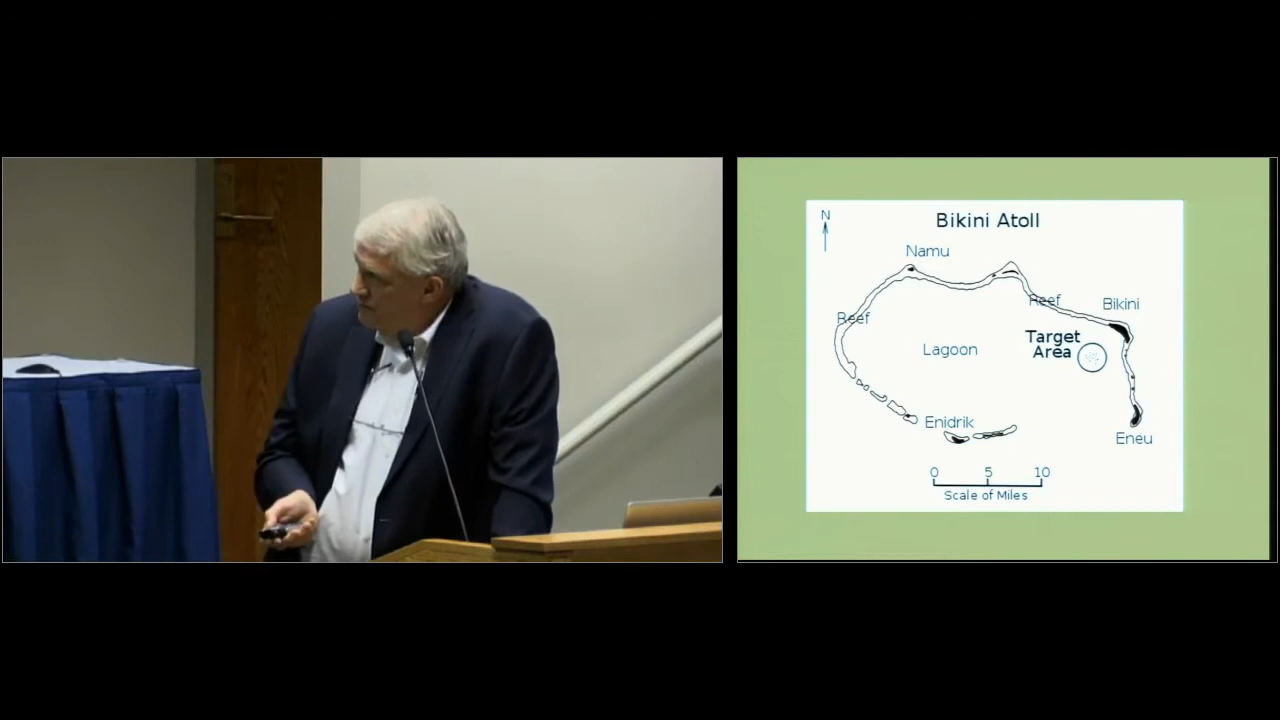 N
Bikini Atoll
Namu
Reef
Bikini
Reef
Target
Area
Lagoon
Enidrik
Eneu
0 5 10
Scale of Miles